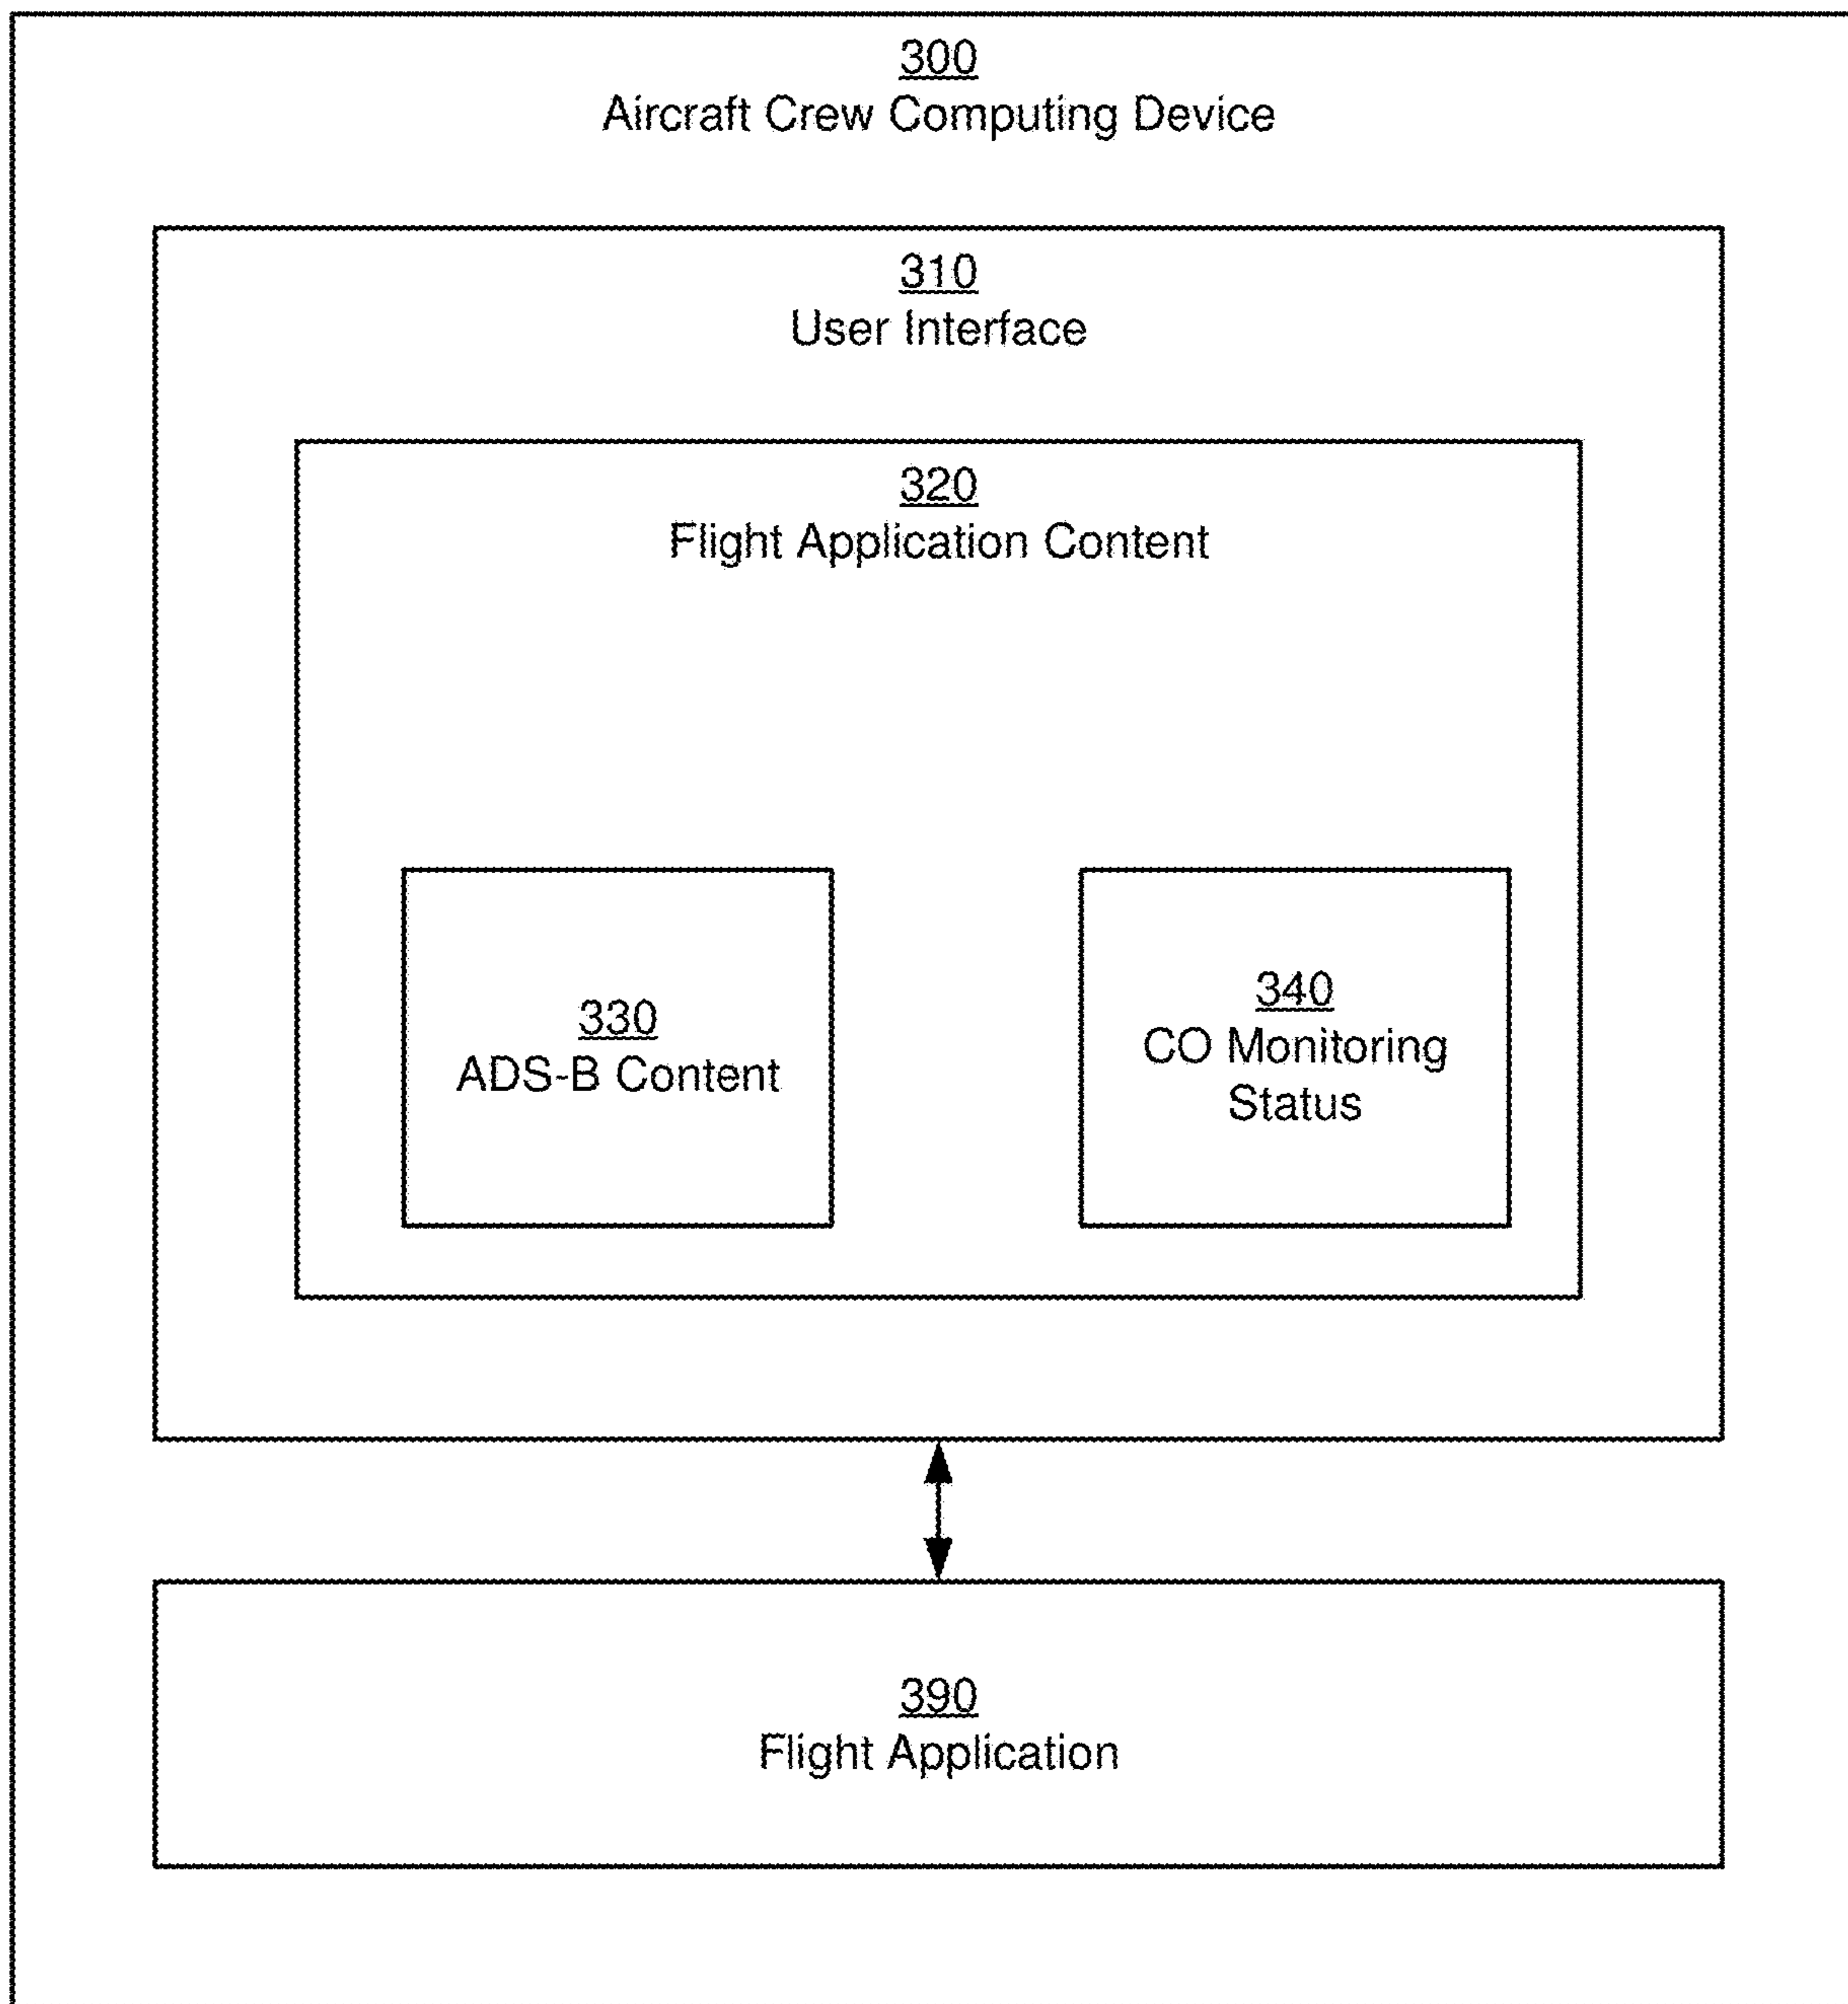 300
Aircraft Crew Computing Device
310
User Interface
320
Flight Application Content
330
ADS-B Content
340
CO Monitoring
Status
390
Flight Application